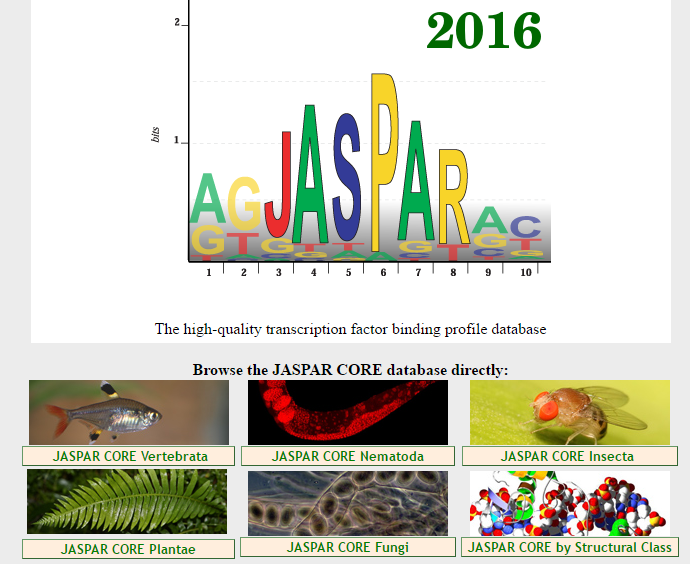 2
2016
bits
1
AGJASPARAC
GTGTTATGGT
TACCTACTCG
1 2 3 4 5 6 7 8 9 10
The high-quality transcription factor binding profile database
Browse the JASPAR CORE database directly:
JASPAR CORE Vertebrata
JASPAR CORE Nematoda
JASPAR CORE Insecta
JASPAR CORE Plantae
JASPAR CORE Fungi
JASPAR CORE by Structural Class